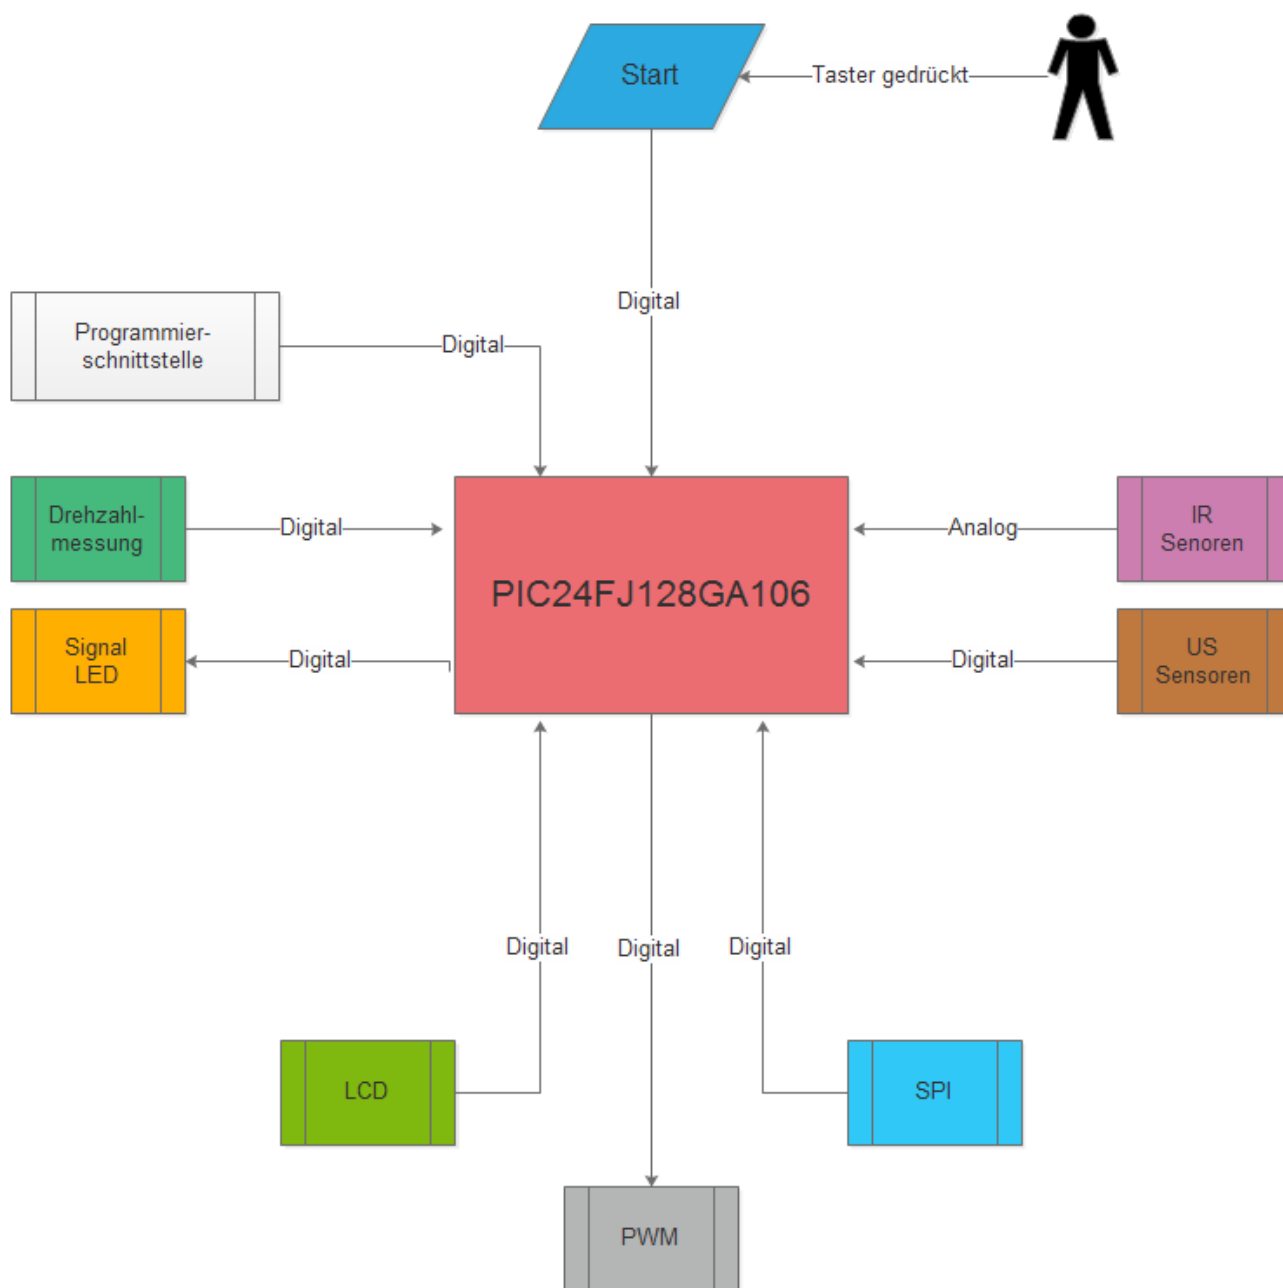 Start
Taster gedrückt
Digital
Programmier-
schnittstelle
Digital
Drehzahl-
messung
Digital
PIC24FJ128GA106
Analog
IR
Senoren
Signal
LED
Digital
Digital
US
Sensoren
Digital
Digital
Digital
LCD
SPI
PWM